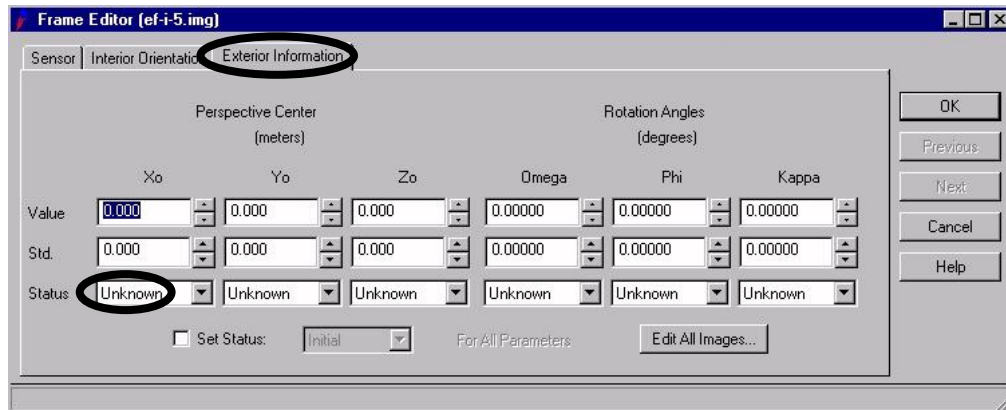 Frame Editor (ef-i-5.img)
Sensor Interior Orientatio Exterior Information
Perspective Center Rotation Angles
(meters) (degrees)
Xo Yo Zo Omega Phi Kappa
Value 0.000 0.000 0.000 0.00000 0.00000 0.00000
Std. 0.000 0.000 0.000 0.00000 0.00000 0.00000
Status Unknown Unknown Unknown Unknown Unknown Unknown
Set Status: Initial For All Parameters Edit All Images...
OK
Previous
Next
Cancel
Help